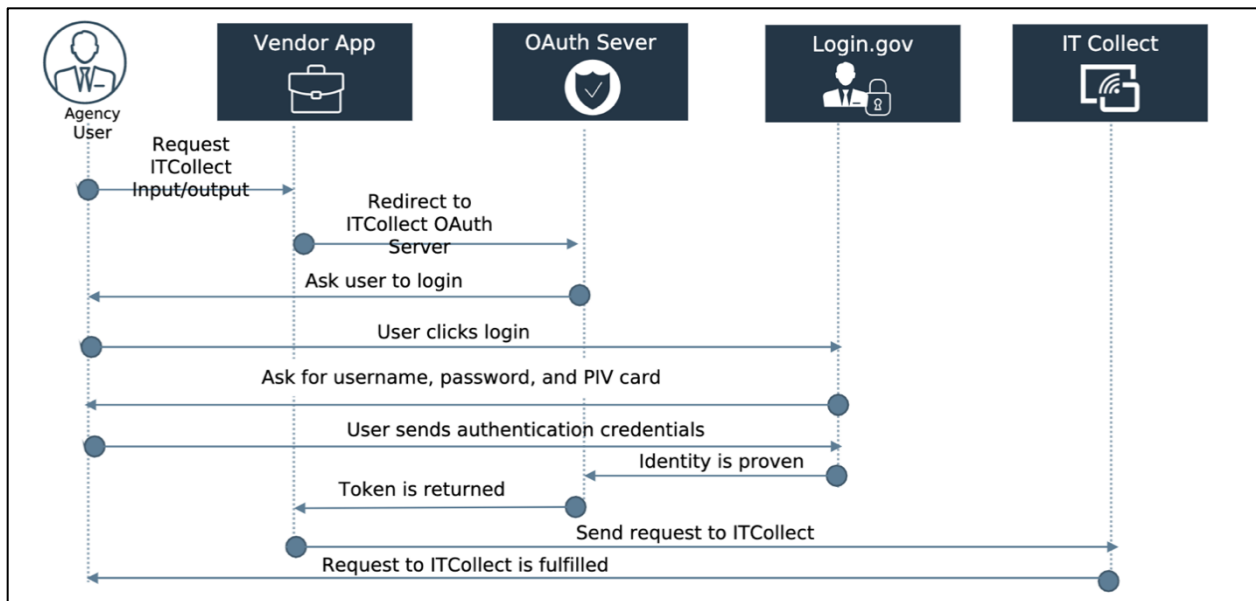 Vendor App
OAuth Sever
Login.gov
IT Collect
Agency
User
Request
ITCollect
Input/output
Redirect to
ITCollect OAuth
Server
Ask user to login
User clicks login
Ask for username, password, and PIV card
User sends authentication credentials
Identity is proven
Token is returned
Send request to ITCollect
Request to ITCollect is fulfilled